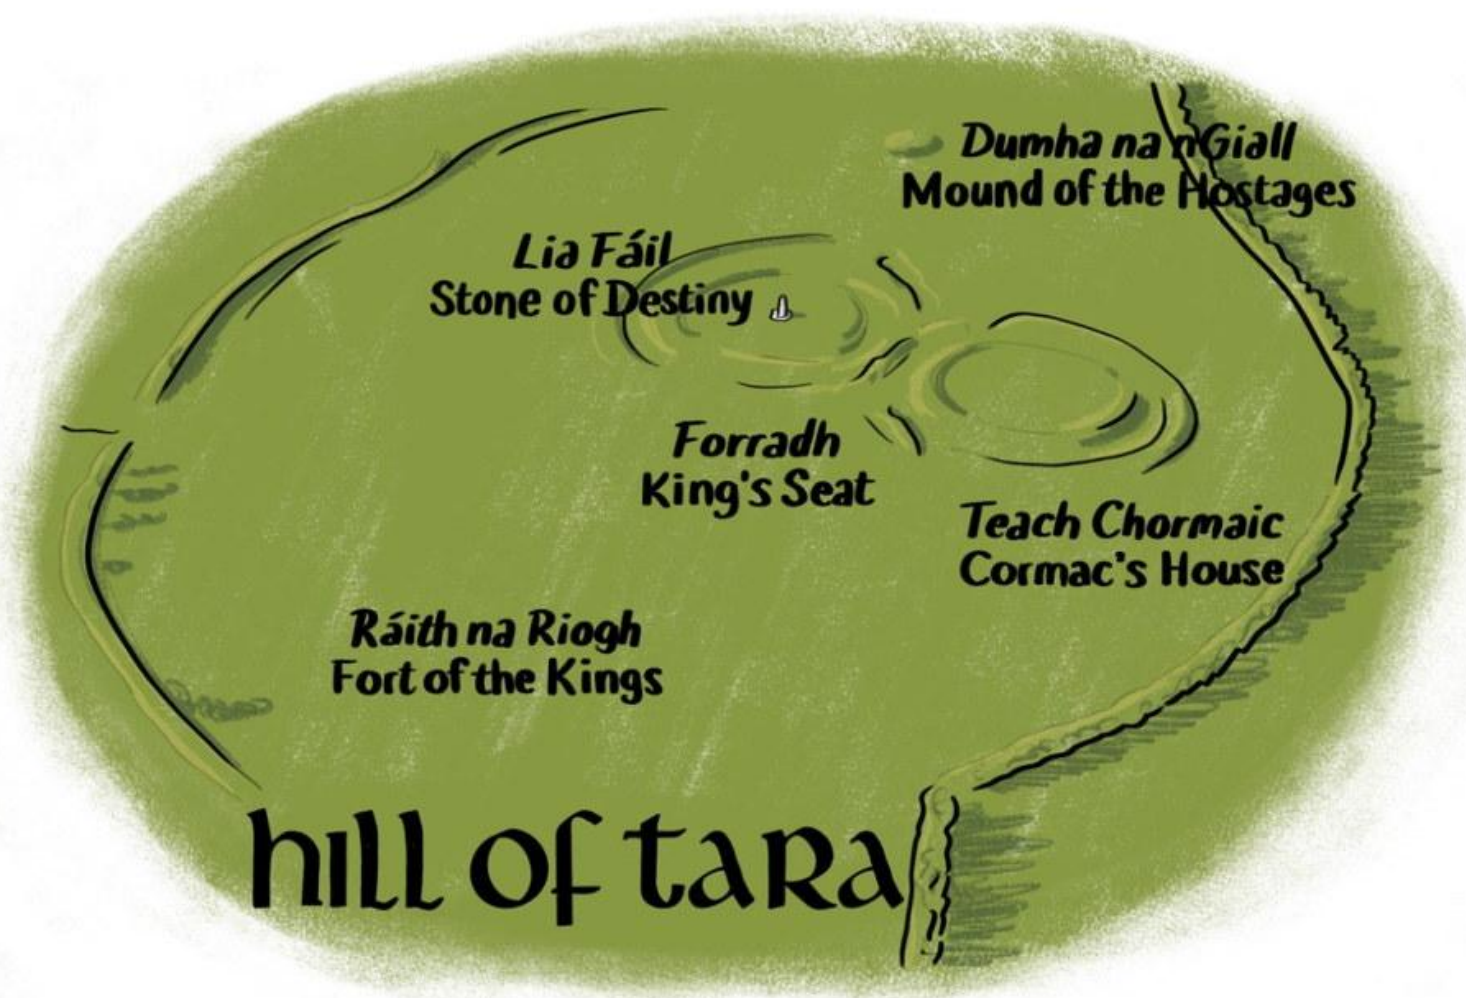 Dumha na nGiall
Mound of the Hostages
Lia Fáil
Stone of Destiny
Forradh
King's Seat
Teach Chormaic
Cormac's House
Ráith na Riogh
Fort of the Kings
hill of tara